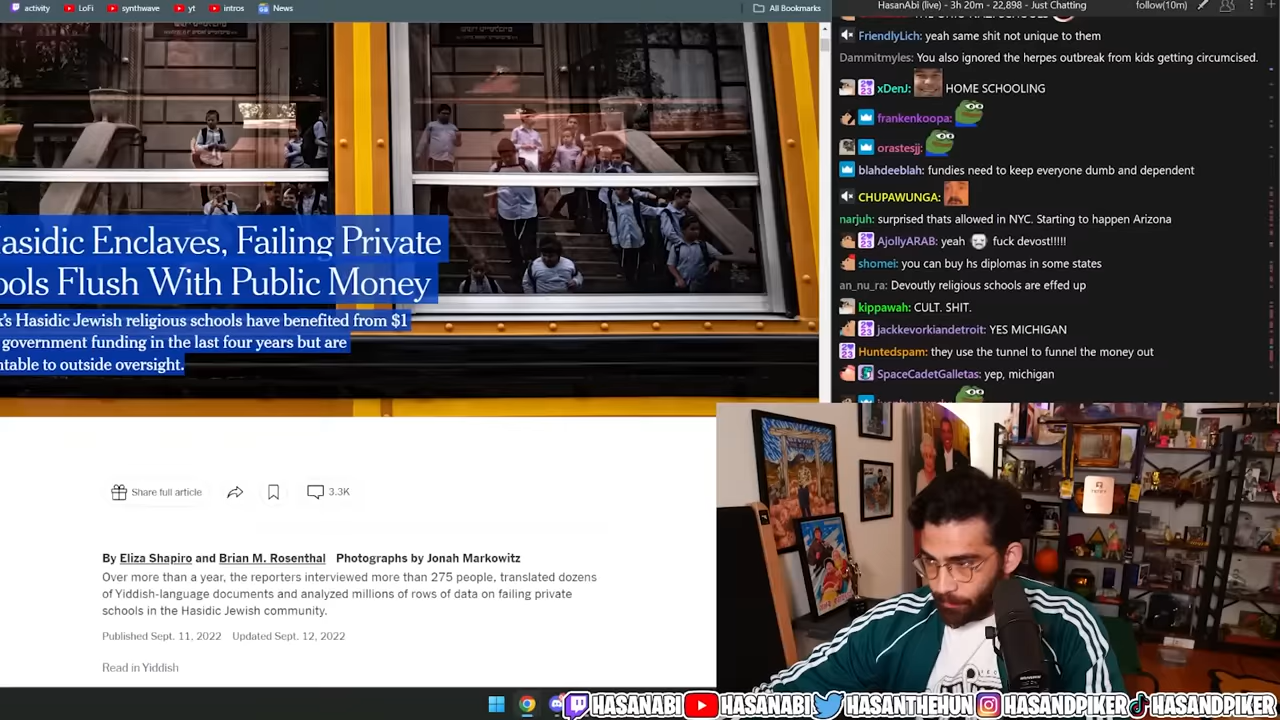 activity LoFi synthwave yt intros News All Bookmarks
HasanAbi (live) - 3h 20m - 22,898 - Just Chatting follow(10m)
FriendlyLich: yeah same shit not unique to them
Dammitmyles: You also ignored the herpes outbreak from kids getting circumcised.
xDenJ: HOME SCHOOLING
frankenkoopa:
orastesjj:
blahdeeblah: fundies need to keep everyone dumb and dependent
CHUPAWUNGA:
narjuh: surprised thats allowed in NYC. Starting to happen Arizona
AjollyARAB: yeah fuck devost!!!!!
shomei: you can buy hs diplomas in some states
an_nu_ra: Devoutly religious schools are effed up
kippawah: CULT. SHIT.
jackkevorkiandetroit: YES MICHIGAN
Huntedspam: they use the tunnel to funnel the money out
SpaceCadetGalletas: yep, michigan
asidic Enclaves, Failing Private
ools Flush With Public Money
k's Hasidic Jewish religious schools have benefited from $1
government funding in the last four years but are
ntable to outside oversight.
Share full article 3.3K
By Eliza Shapiro and Brian M. Rosenthal Photographs by Jonah Markowitz
Over more than a year, the reporters interviewed more than 275 people, translated dozens
of Yiddish-language documents and analyzed millions of rows of data on failing private
schools in the Hasidic Jewish community.
Published Sept. 11, 2022 Updated Sept. 12, 2022
Read in Yiddish
HASANABI HASANABI HASANTHEHUN HASANDPIKER HASANDPIKER